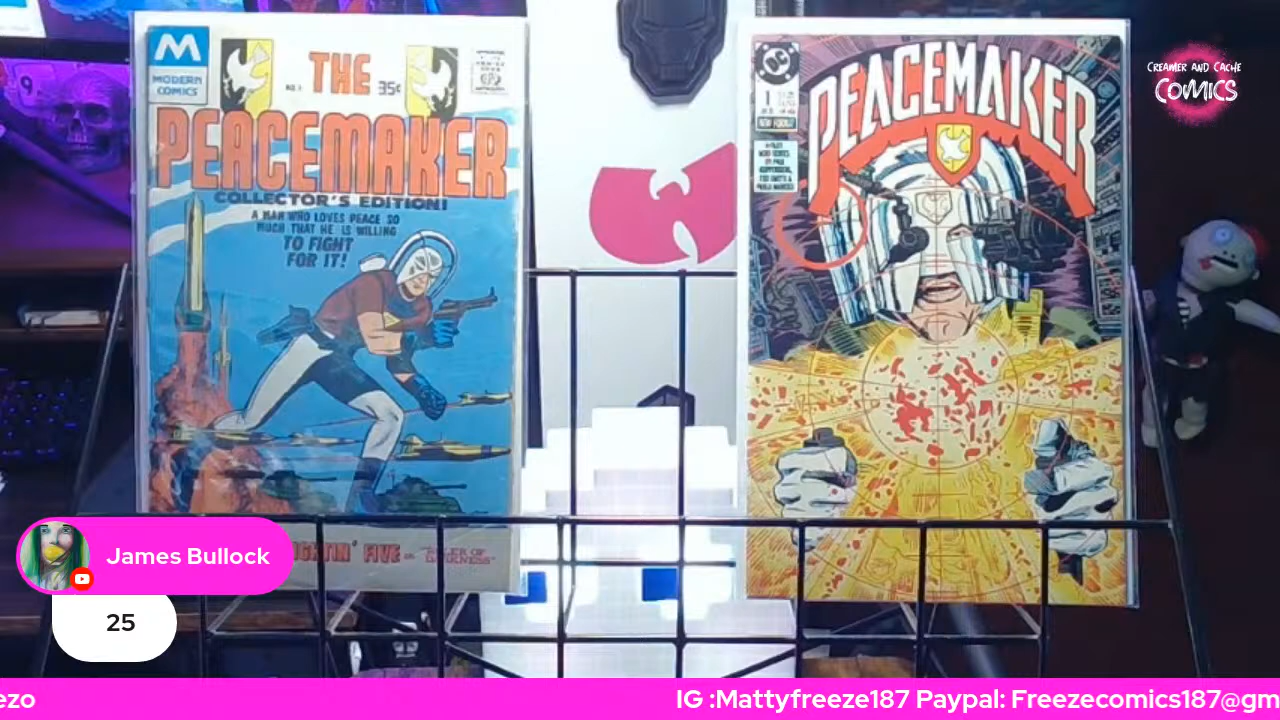 MODERN
COMICS
NO. 1
THE
35¢
PEACEMAKER
COLLECTOR'S EDITION!
A MAN WHO LOVES PEACE SO
MUCH THAT HE IS WILLING
TO FIGHT
FOR IT!
FIVE
DC
1
PEACEMAKER
CREAMER AND CACHE
COMICS
James Bullock
25
ezo
IG :Mattyfreeze187 Paypal: Freezecomics187@gm